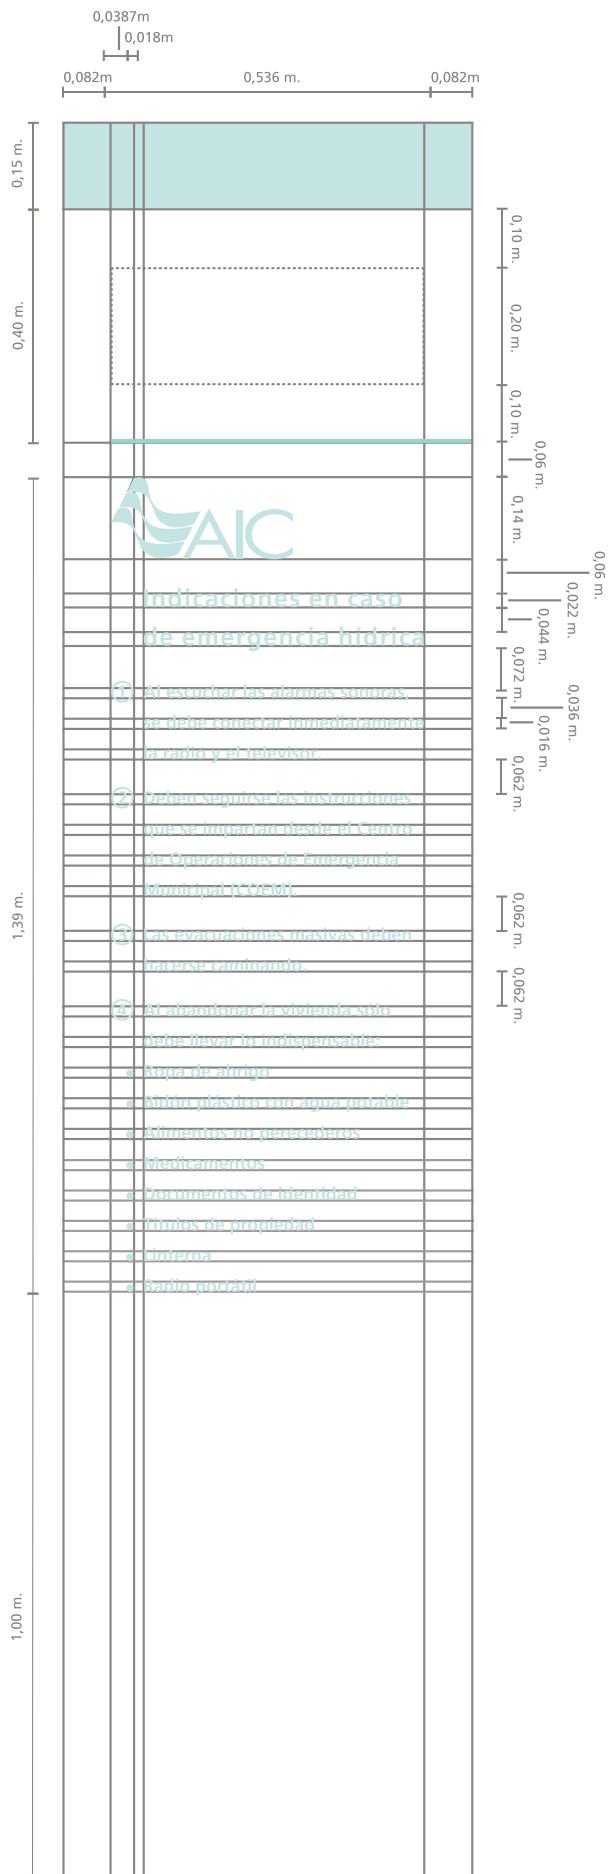 0,0387m
0,018m
0,082m
0,536 m.
0,082m
0,15 m.
0,10 m.
0,40 m.
0,20 m.
0,10 m.
0,06 m.
AIC
0,14 m.
0,06 m.
Indicaciones en caso
0,022 m.
de emergencia hídrica
0,044 m.
0,072 m.
① Al escuchar las alarmas sonoras,
0,036 m.
se debe conectar inmediatamente
0,016 m.
la radio y el televisor.
0,062 m.
② Deben seguirse las instrucciones
que se impartan desde el Centro
de Operaciones de Emergencia
Municipal (COEM).
1,39 m.
0,062 m.
③ Las evacuaciones masivas deben
hacerse caminando.
0,062 m.
④ Al abandonar la vivienda sólo
debe llevar lo indispensable:
• Ropa de abrigo
• Bidón plástico con agua potable
• Alimentos no perecederos
• Medicamentos
• Documentos de identidad
• Títulos de propiedad
• Linterna
• Radio portátil
1,00 m.